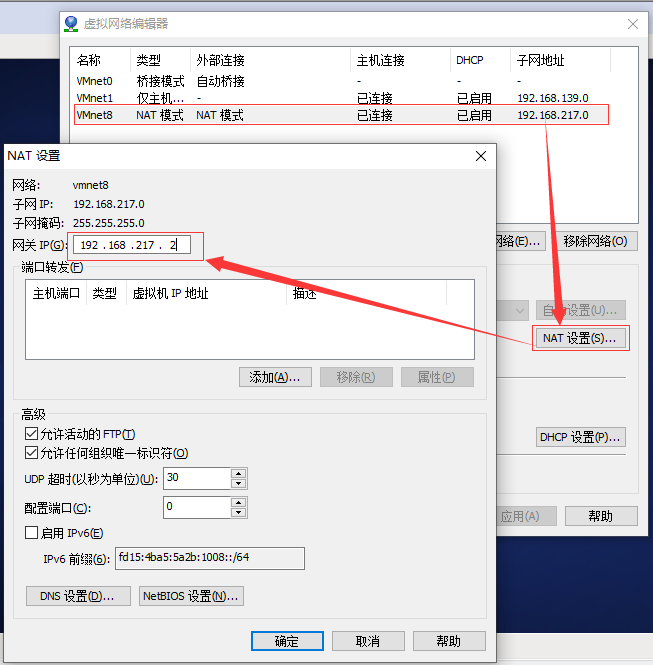 虚拟网络编辑器
名称 类型 外部连接 主机连接 DHCP 子网地址
VMnet0 桥接模式 自动桥接 - - -
VMnet1 仅主机... - 已连接 已启用 192.168.139.0
VMnet8 NAT 模式 NAT 模式 已连接 已启用 192.168.217.0
网络(E)... 移除网络(O)
设置(U)...
NAT 设置(S)...
DHCP 设置(P)...
应用(A) 帮助
NAT 设置
网络: vmnet8
子网 IP: 192.168.217.0
子网掩码: 255.255.255.0
网关 IP(G): 192 . 168 . 217 . 2
端口转发(F)
主机端口 类型 虚拟机 IP 地址 描述
添加(A)... 移除(R) 属性(P)
高级
允许活动的 FTP(T)
允许任何组织唯一标识符(O)
UDP 超时(以秒为单位)(U): 30
配置端口(C): 0
启用 IPv6(E)
IPv6 前缀(6): fd15:4ba5:5a2b:1008::/64
DNS 设置(D)... NetBIOS 设置(N)...
确定 取消 帮助